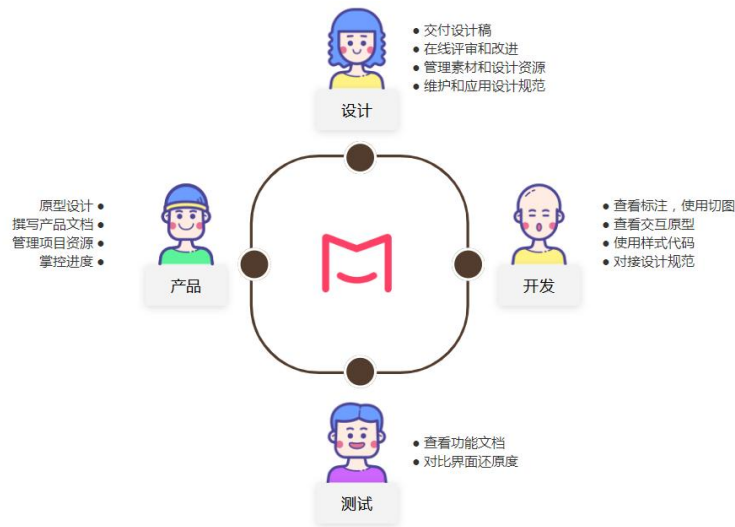 ● 交付设计稿
● 在线评审和改进
● 管理素材和设计资源
● 维护和应用设计规范
设计
原型设计 ●
撰写产品文档 ●
管理项目资源 ●
掌控进度 ●
产品
● 查看标注，使用切图
● 查看交互原型
● 使用样式代码
● 对接设计规范
开发
● 查看功能文档
● 对比界面还原度
测试